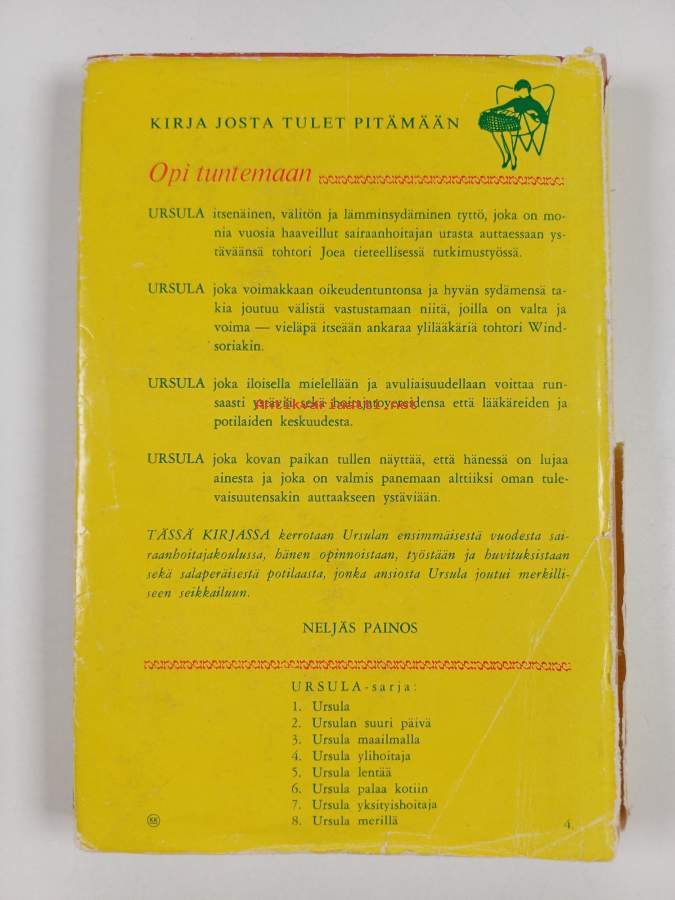 KIRJA JOSTA TULET PITÄMÄÄN
Opi tuntemaan
URSULA itsenäinen, välitön ja lämminsydäminen tyttö, joka on mo-
nia vuosia haaveillut sairaanhoitajan urasta auttaessaan ys-
täväänsä tohtori Joea tieteellisessä tutkimustyössä.
URSULA joka voimakkaan oikeudentuntonsa ja hyvän sydämensä ta-
kia joutuu välistä vastustamaan niitä, joilla on valta ja
voima — vieläpä itseään ankaraa ylilääkäriä tohtori Wind-
soriakin.
URSULA joka iloisella mielellään ja avuliaisuudellaan voittaa run-
saasti ystäviä sekä hoitajatovereidensa että lääkäreiden ja
Antikvariaatti.net
potilaiden keskuudesta.
URSULA joka kovan paikan tullen näyttää, että hänessä on lujaa
ainesta ja joka on valmis panemaan alttiiksi oman tule-
vaisuutensakin auttaakseen ystäviään.
TÄSSÄ KIRJASSA kerrotaan Ursulan ensimmäisestä vuodesta sai-
raanhoitajakoulussa, hänen opinnoistaan, työstään ja huvituksistaan
sekä salaperäisestä potilaasta, jonka ansiosta Ursula joutui merkilli-
seen seikkailuun.
NELJÄS PAINOS
URSULA-sarja:
1. Ursula
2. Ursulan suuri päivä
3. Ursula maailmalla
4. Ursula ylihoitaja
5. Ursula lentää
6. Ursula palaa kotiin
7. Ursula yksityishoitaja
8. Ursula merillä
KK
4